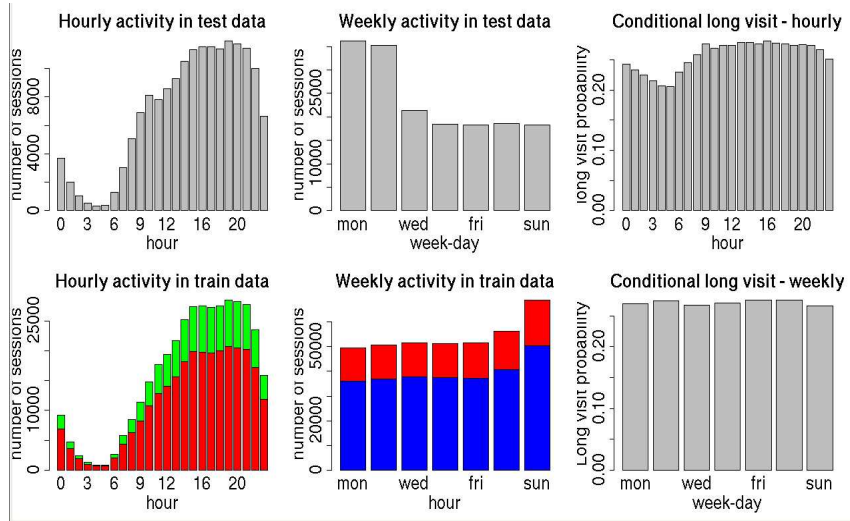 Hourly activity in test data
number of sessions
0 4000 8000
0 3 6 9 12 16 20
hour
Weekly activity in test data
number of sessions
0 10000 25000
mon wed fri sun
week-day
Conditional long visit - hourly
long visit probability
0.00 0.10 0.20
0 3 6 9 12 16 20
hour
Hourly activity in train data
number of sessions
0 10000 25000
0 3 6 9 12 16 20
hour
Weekly activity in train data
number of sessions
0 20000 50000
mon wed fri sun
hour
Conditional long visit - weekly
Long visit probability
0.00 0.10 0.20
mon wed fri sun
week-day